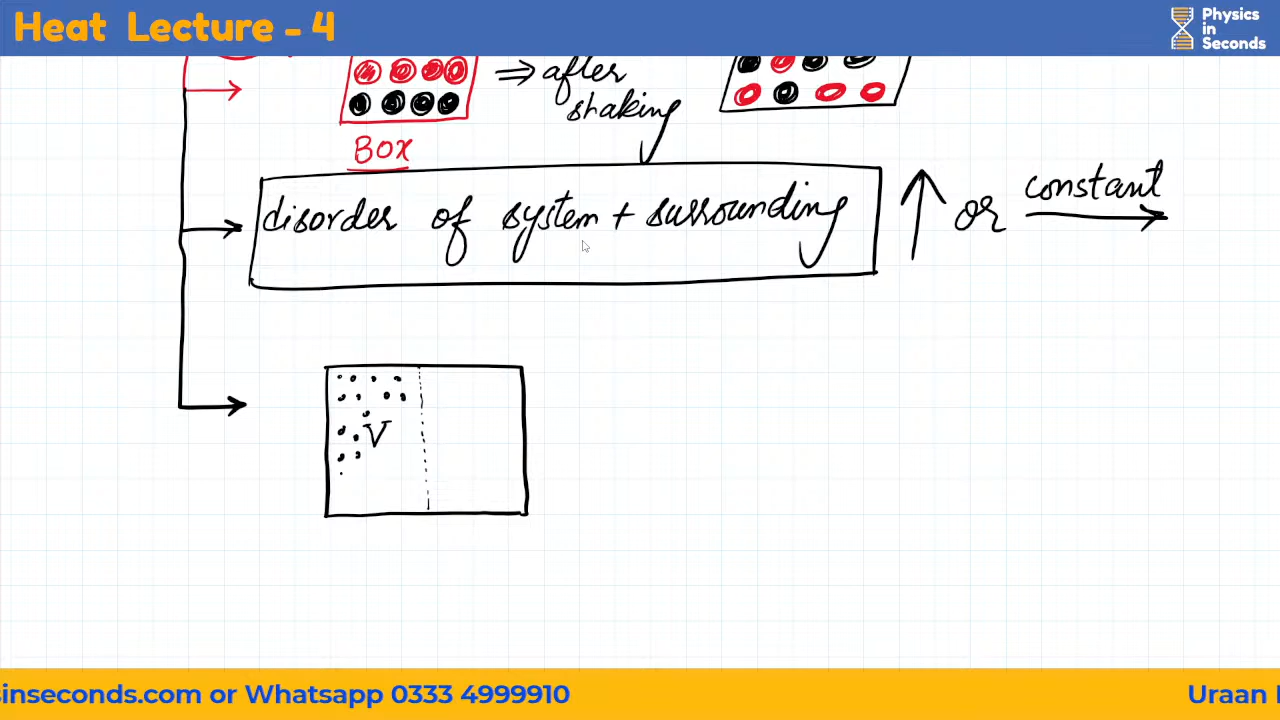 Heat Lecture - 4
Physics
in
Seconds
⇒ after
shaking
BOX
disorder of system + surrounding ↑ or constant
V
sinseconds.com or Whatsapp 0333 4999910
Uraan